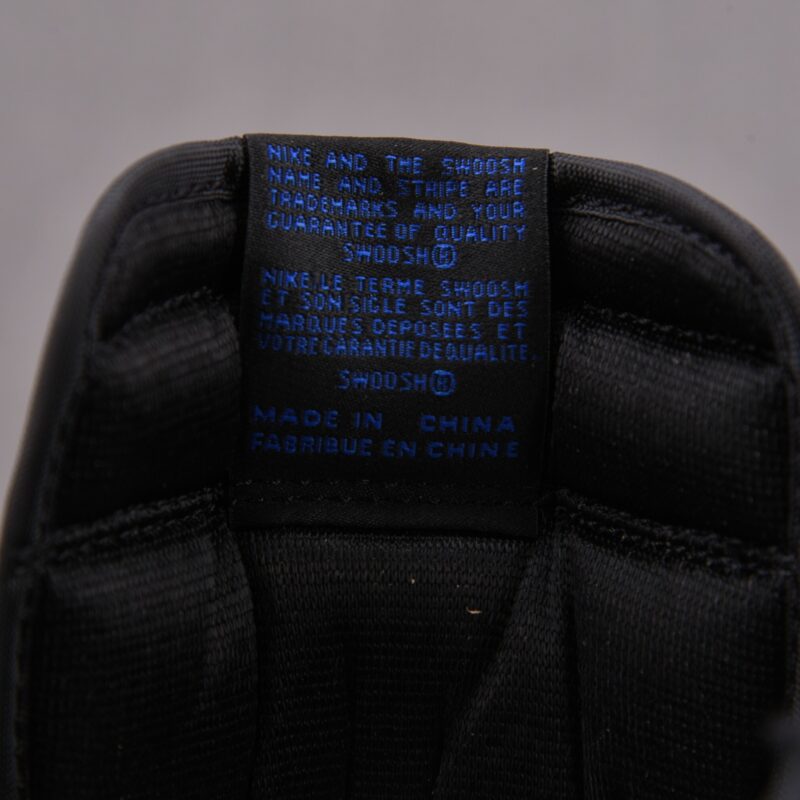 NIKE AND THE SWOOSH
NAME AND STRIPE ARE
TRADEMARKS AND YOUR
GUARANTEE OF QUALITY
SWOOSH®
NIKE, LE TERME SWOOSH
ET SON SIGLE SONT DES
MARQUES DEPOSEES ET
VOTRE GARANTIE DE QUALITE.
SWOOSH®
MADE IN CHINA
FABRIQUE EN CHINE